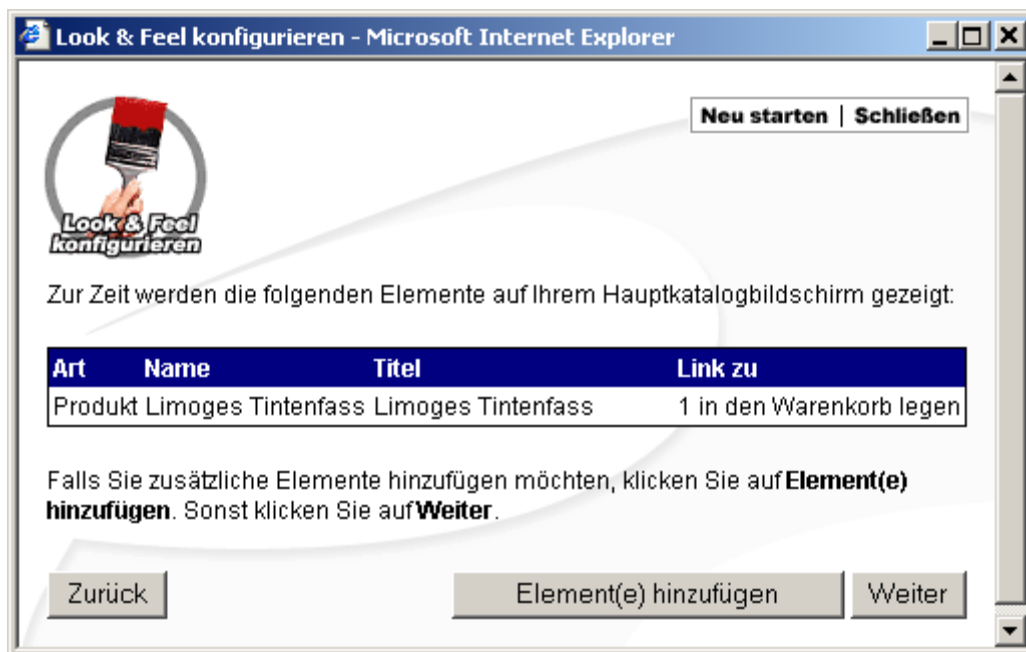 Look & Feel konfigurieren - Microsoft Internet Explorer
Neu starten | Schließen
Look & Feel
konfigurieren
Zur Zeit werden die folgenden Elemente auf Ihrem Hauptkatalogbildschirm gezeigt:
Art Name Titel Link zu
Produkt Limoges Tintenfass Limoges Tintenfass 1 in den Warenkorb legen
Falls Sie zusätzliche Elemente hinzufügen möchten, klicken Sie auf Element(e)
hinzufügen. Sonst klicken Sie auf Weiter.
Zurück Element(e) hinzufügen Weiter